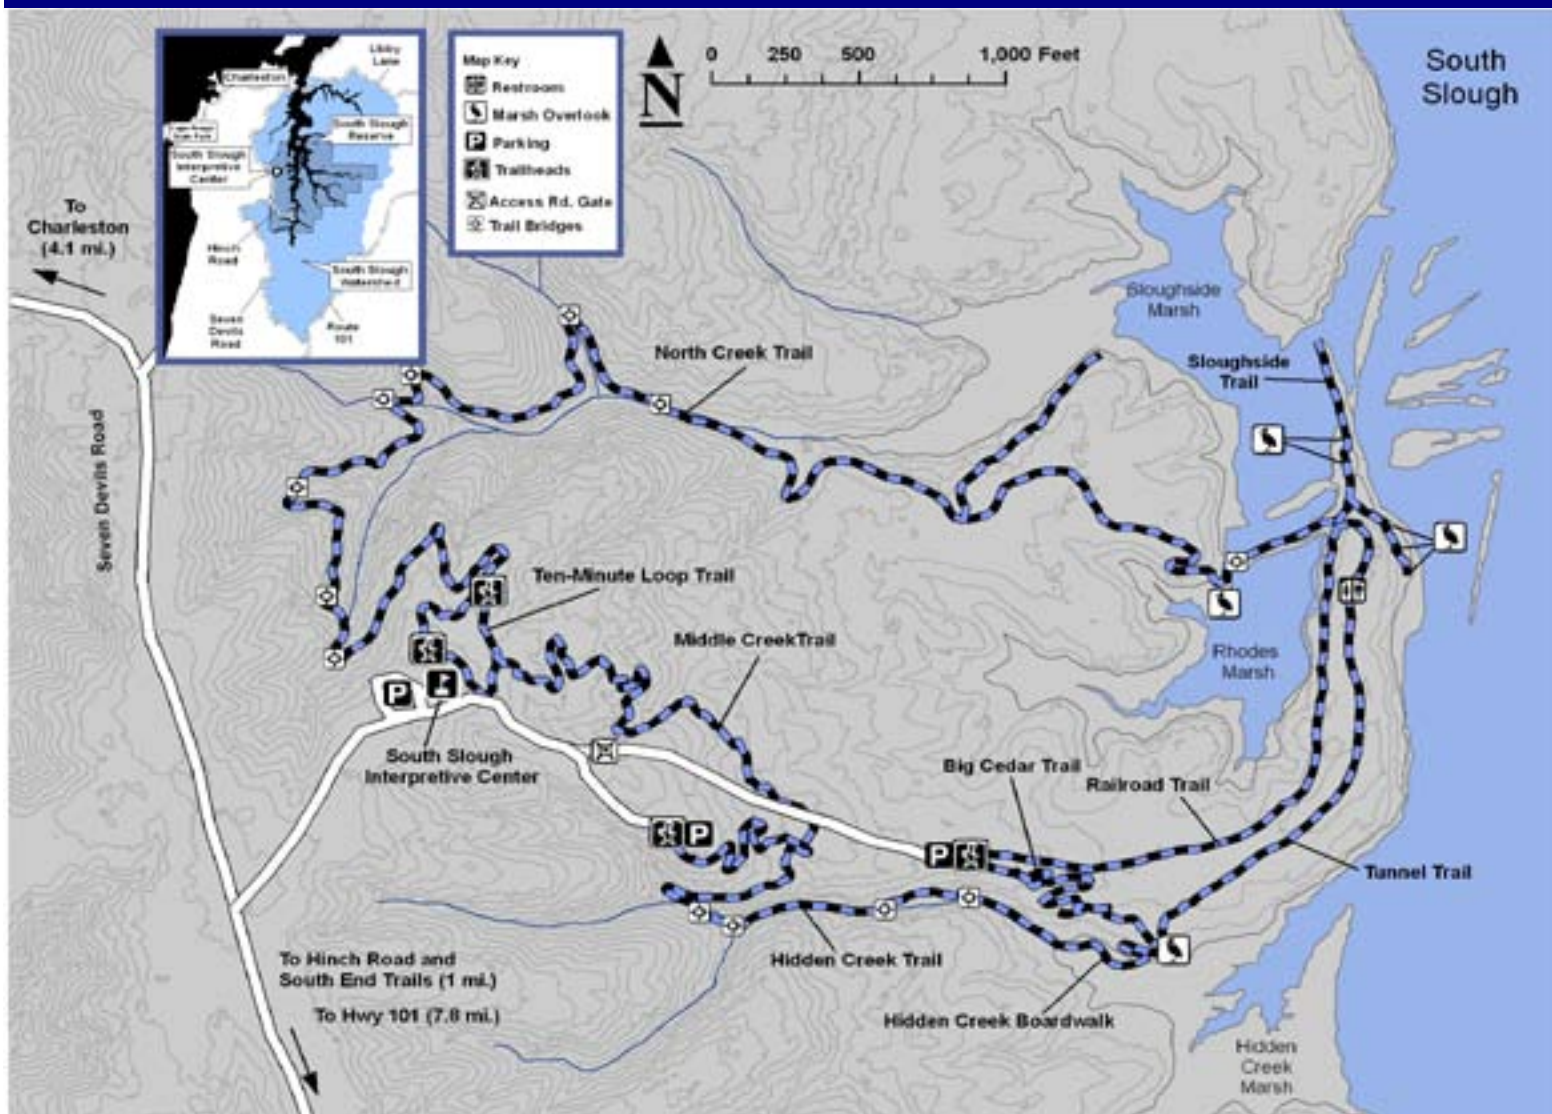 Libby
Lane
Charleston
South Slough
Reserve
South Slough
Interpretive
Center
Hinch
Road
South Slough
Watershed
Seven
Devils
Road
Route
101
Map Key
Restroom
Marsh Overlook
P Parking
Trailheads
Access Rd. Gate
Trail Bridges
N
0 250 500 1,000 Feet
South
Slough
To
Charleston
(4.1 mi.)
Seven Devils Road
North Creek Trail
Sloughside
Marsh
Sloughside
Trail
Ten-Minute Loop Trail
Middle CreekTrail
Rhodes
Marsh
P
South Slough
Interpretive Center
Big Cedar Trail
Railroad Trail
P
P
Tunnel Trail
To Hinch Road and
South End Trails (1 mi.)
To Hwy 101 (7.8 mi.)
Hidden Creek Trail
Hidden Creek Boardwalk
Hidden
Creek
Marsh